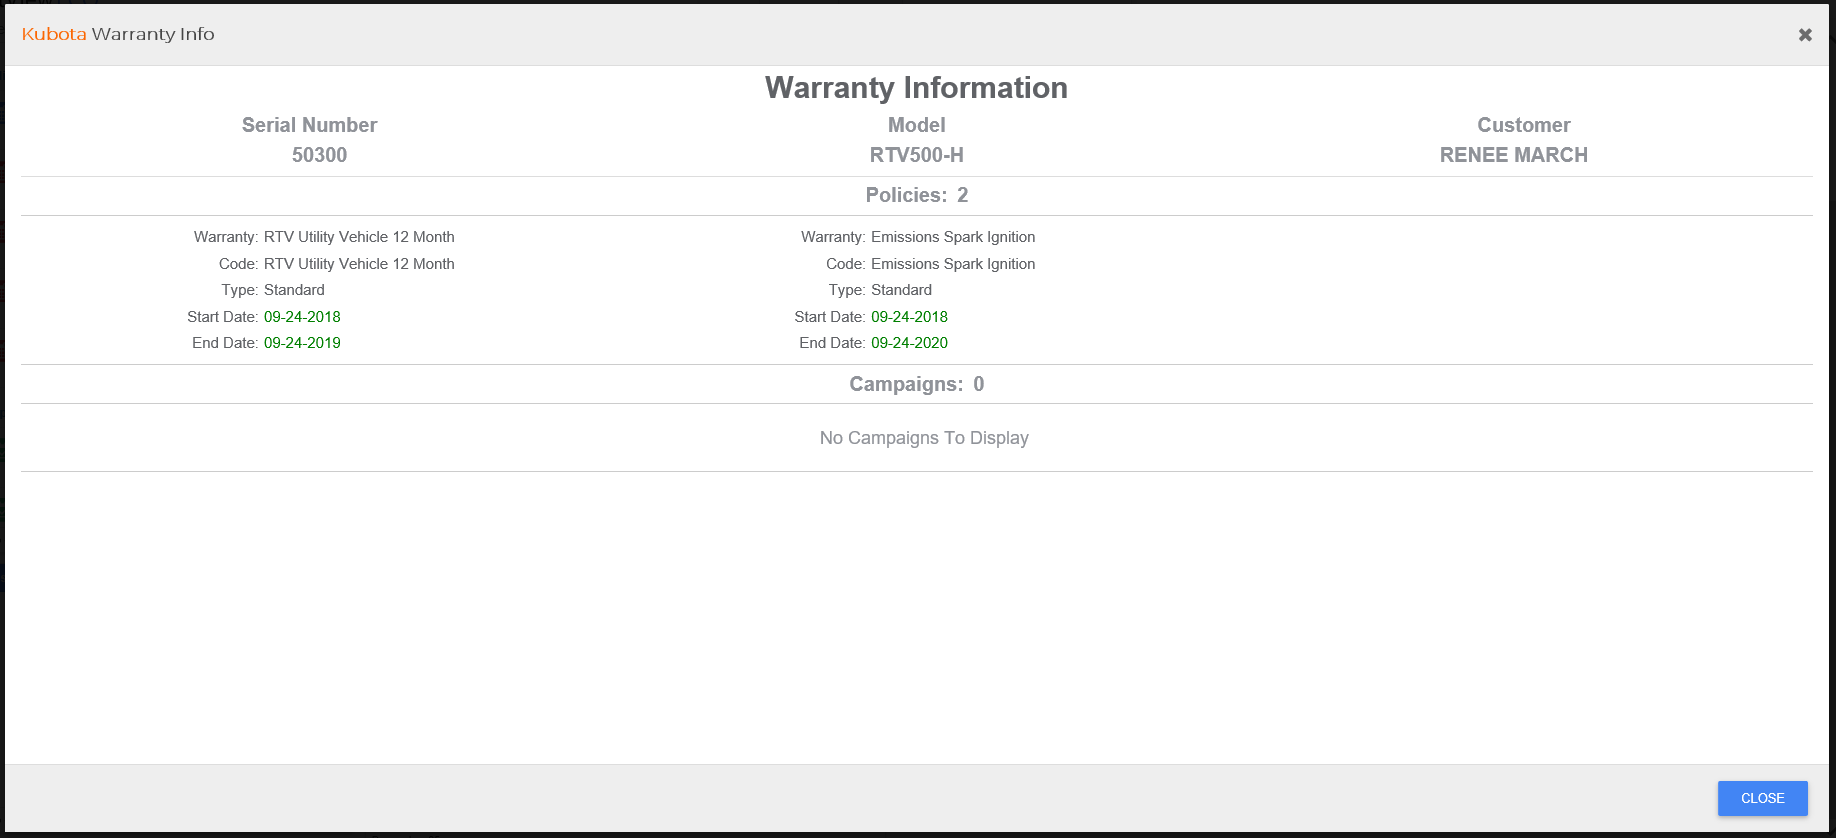 Kubota Warranty Info
Warranty Information
Serial Number Model Customer
50300 RTV500-H RENEE MARCH
Policies: 2
Warranty: RTV Utility Vehicle 12 Month
Code: RTV Utility Vehicle 12 Month
Type: Standard
Start Date: 09-24-2018
End Date: 09-24-2019
Warranty: Emissions Spark Ignition
Code: Emissions Spark Ignition
Type: Standard
Start Date: 09-24-2018
End Date: 09-24-2020
Campaigns: 0
No Campaigns To Display
CLOSE